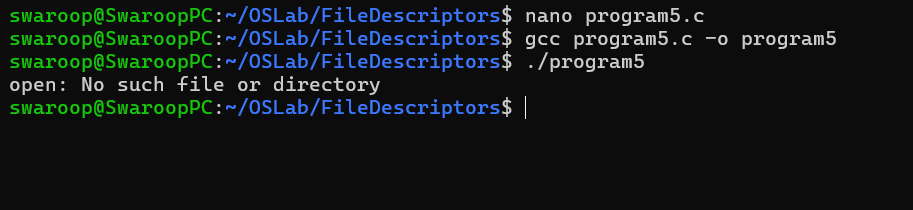 swaroop@SwaroopPC:~/OSLab/FileDescriptors$ nano program5.c
swaroop@SwaroopPC:~/OSLab/FileDescriptors$ gcc program5.c -o program5
swaroop@SwaroopPC:~/OSLab/FileDescriptors$ ./program5
open: No such file or directory
swaroop@SwaroopPC:~/OSLab/FileDescriptors$